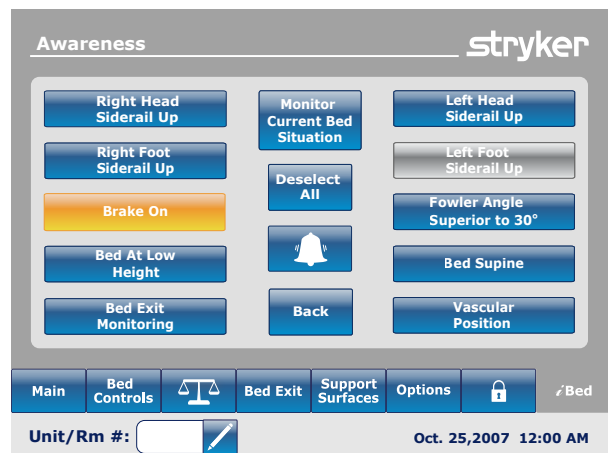 Awareness
stryker
Right Head
Siderail Up
Right Foot
Siderail Up
Brake On
Bed At Low
Height
Bed Exit
Monitoring
Monitor
Current Bed
Situation
Deselect
All
Back
Left Head
Siderail Up
Left Foot
Siderail Up
Fowler Angle
Superior to 30°
Bed Supine
Vascular
Position
Main
Bed
Controls
Bed Exit
Support
Surfaces
Options
iBed
Unit/Rm #:
Oct. 25,2007 12:00 AM